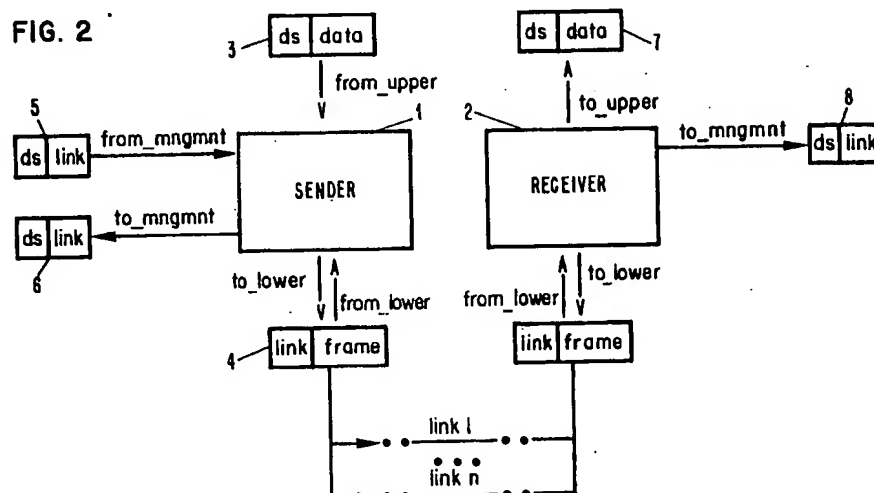 FIG. 2
3 ds data
ds data 7
from_upper
to_upper
5
1
2
8
ds link from_mngmnt
to_mngmnt ds link
SENDER
RECEIVER
ds link to_mngmnt
6
to_lower
from_lower
to_lower
from_lower
4 link frame
link frame
link 1
link n